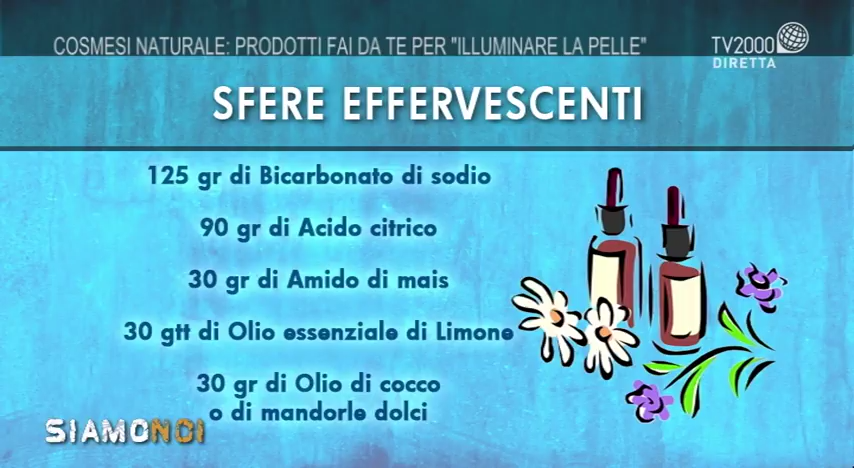 COSMESI NATURALE: PRODOTTI FAI DA TE PER "ILLUMINARE LA PELLE"
TV2000
DIRETTA
SFERE EFFERVESCENTI
125 gr di Bicarbonato di sodio
90 gr di Acido citrico
30 gr di Amido di mais
30 gtt di Olio essenziale di Limone
30 gr di Olio di cocco
o di mandorle dolci
SIAMONOI